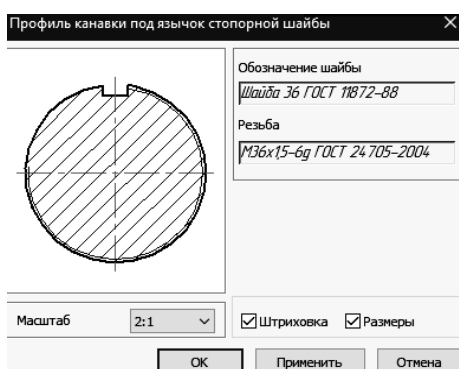 Профиль канавки под язычок стопорной шайбы
Обозначение шайбы
Шайба 36 ГОСТ 11872-88
Резьба
М36х1,5-6g ГОСТ 24705-2004
Масштаб
2:1
Штриховка
Размеры
ОК
Применить
Отмена